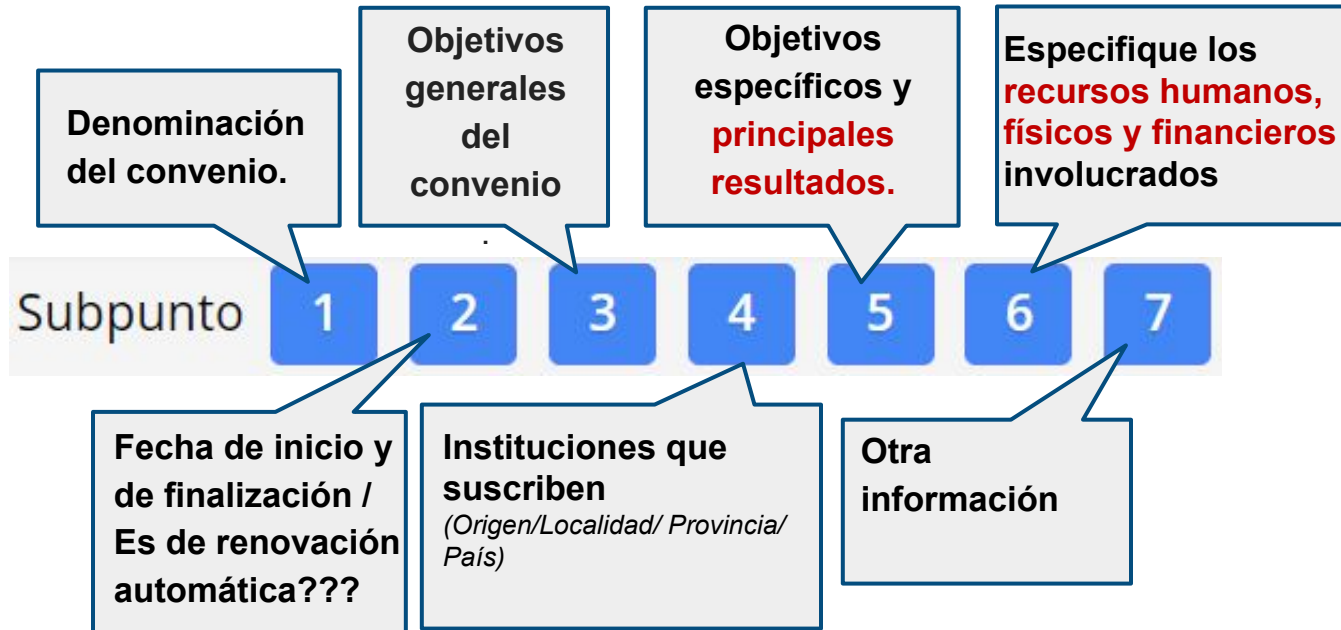 Denominación
del convenio.
Objetivos
generales
del
convenio
.
Objetivos
específicos y
principales
resultados.
Especifique los
recursos humanos,
físicos y financieros
involucrados
Subpunto 1 2 3 4 5 6 7
Fecha de inicio y
de finalización /
Es de renovación
automática???
Instituciones que
suscriben
(Origen/Localidad/ Provincia/
País)
Otra
información